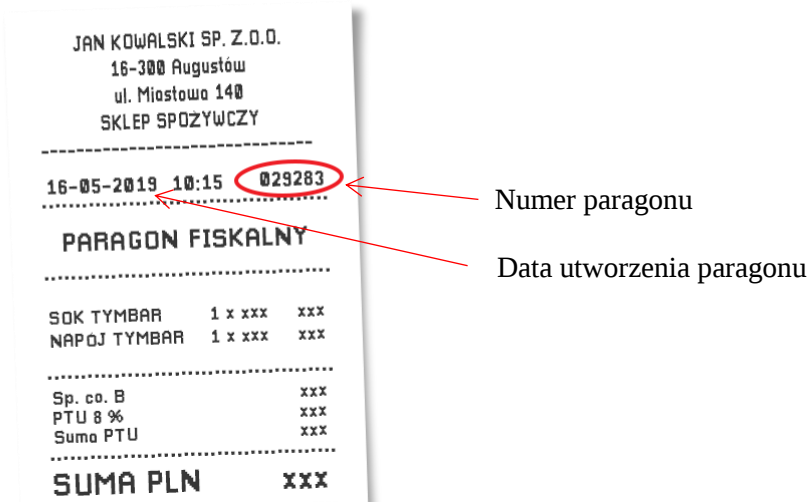 JAN KOWALSKI SP. Z.O.O.
16-300 Augustów
ul. Miastowa 140
SKLEP SPOŻYWCZY
16-05-2019 10:15 029283
Numer paragonu
PARAGON FISKALNY
Data utworzenia paragonu
SOK TYMBAR 1 x xxx xxx
NAPÓJ TYMBAR 1 x xxx xxx
Sp. co. B xxx
PTU 8 % xxx
Suma PTU xxx
SUMA PLN xxx